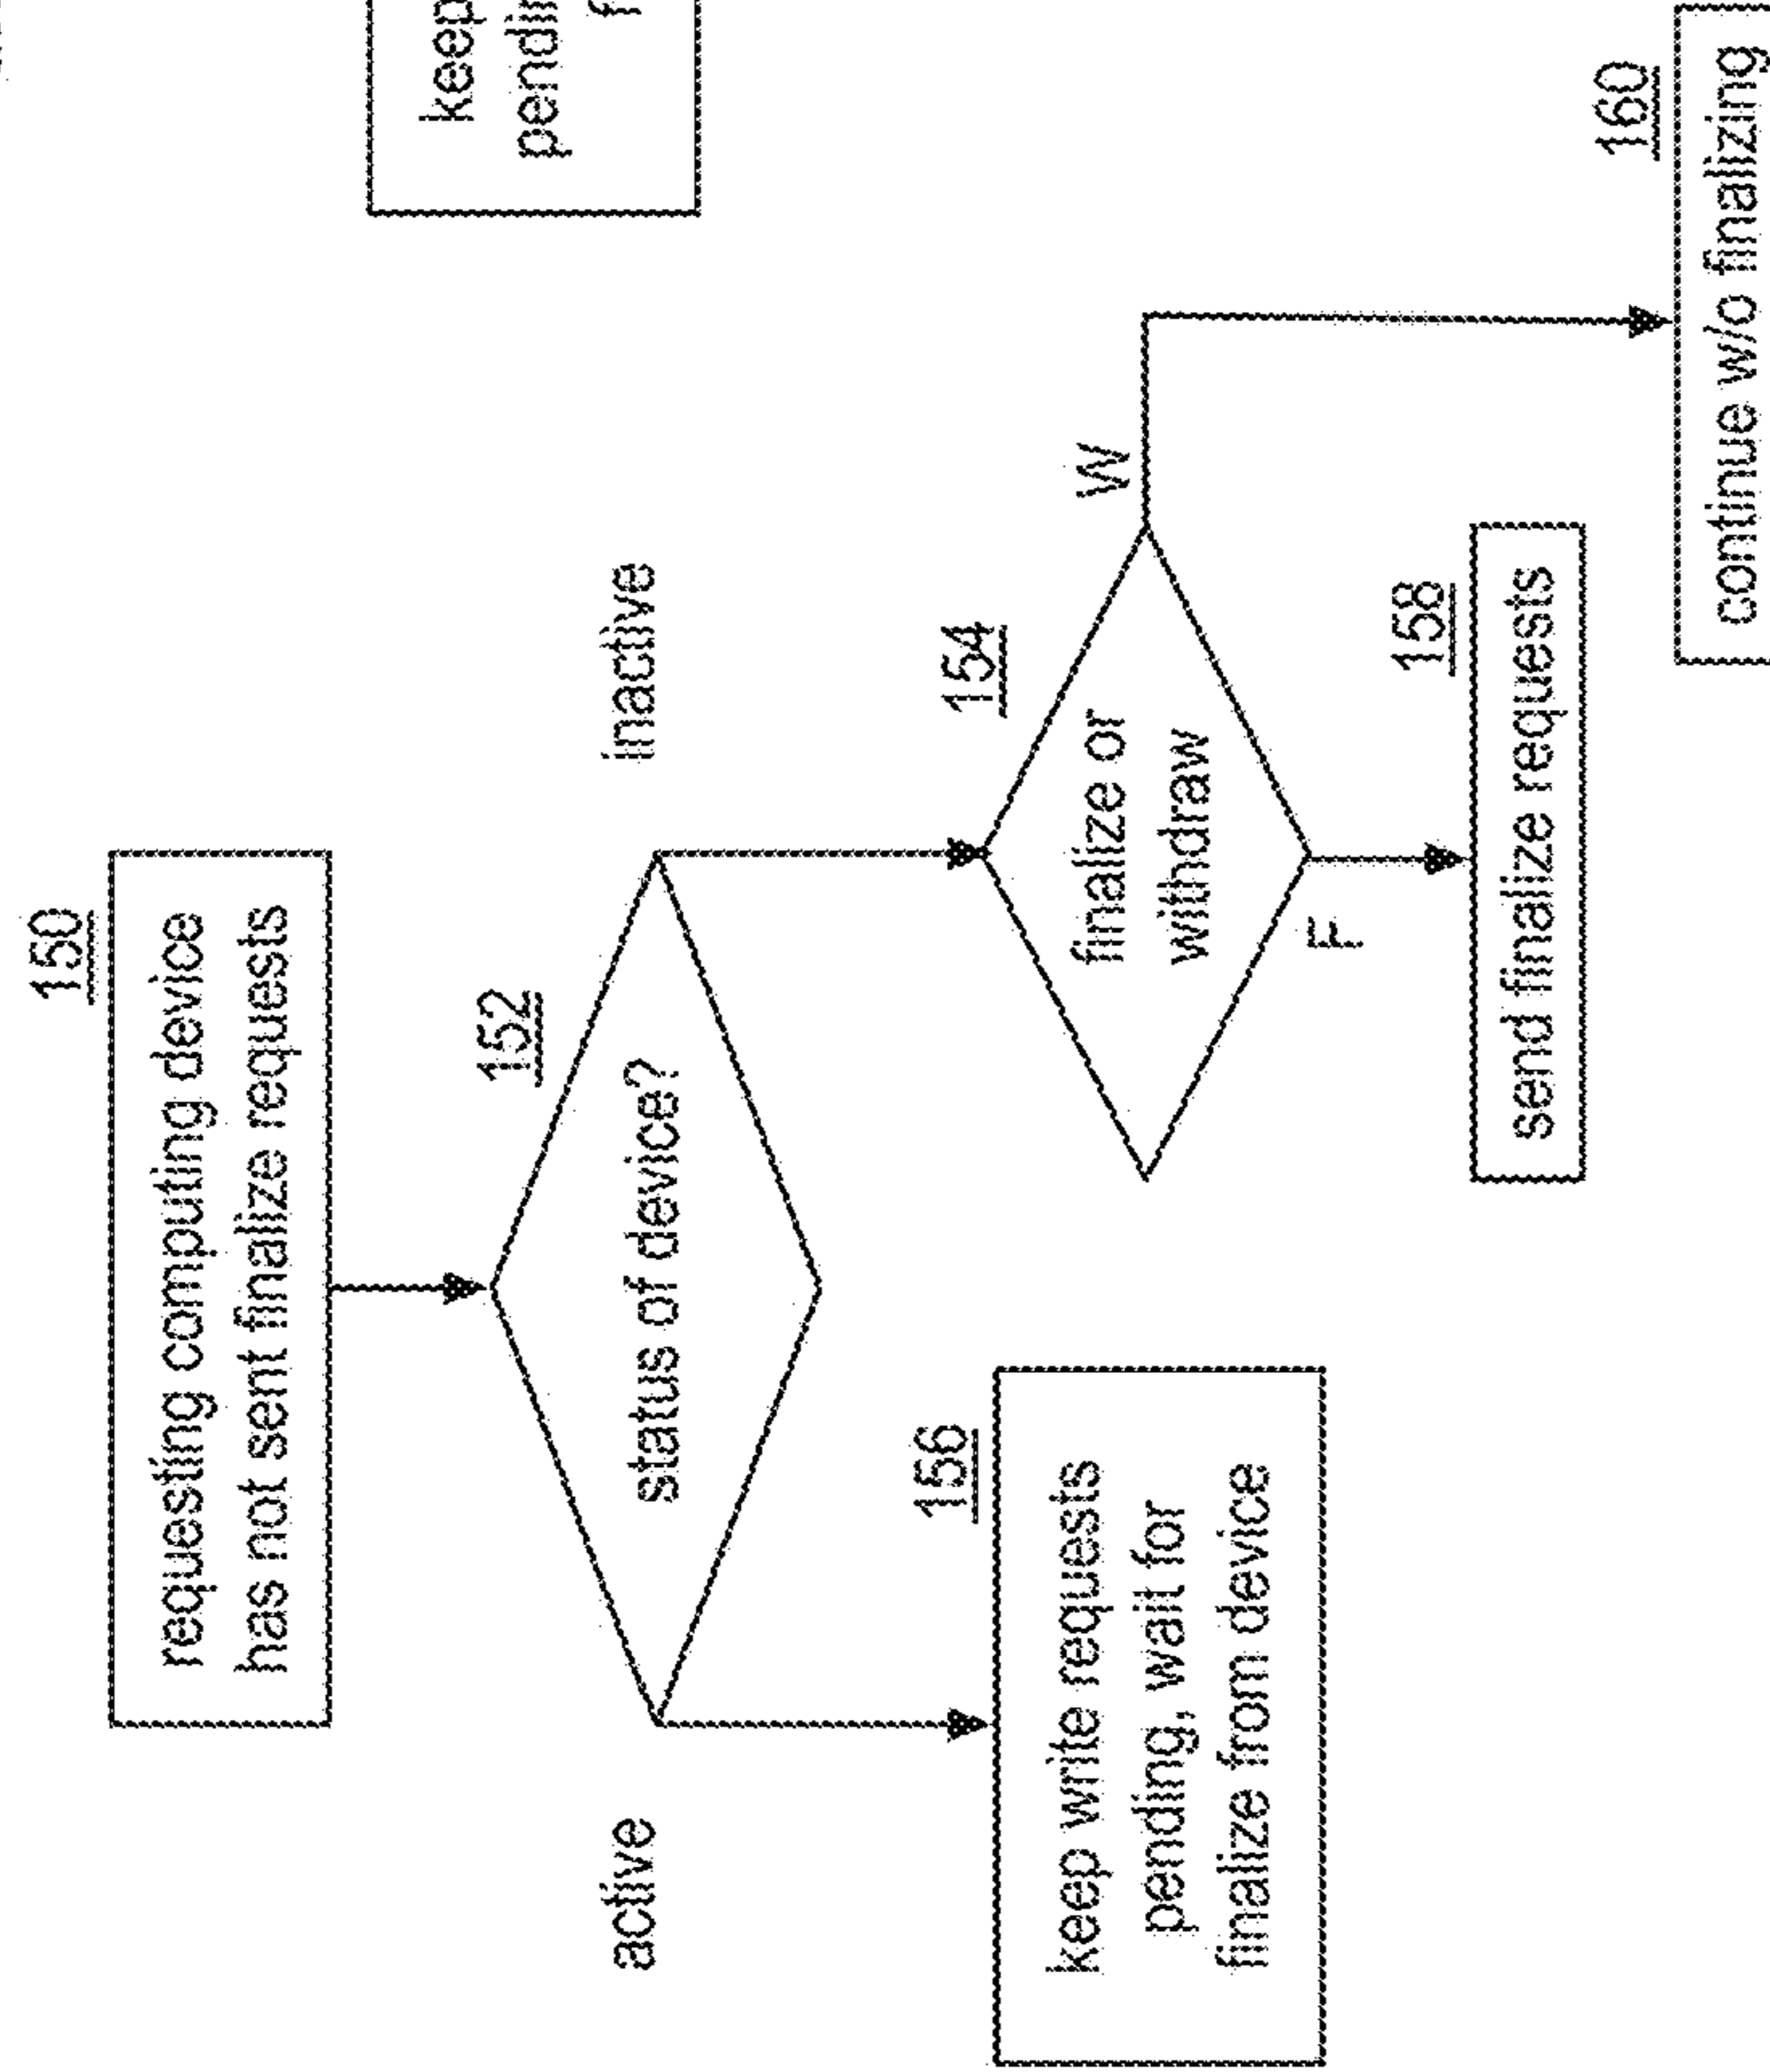 150
requesting computing device
has not sent finalize requests
152
status of device?
active
inactive
156
keep write requests
pending, wait for
finalize from device
154
finalize or
withdraw
W
F
158
send finalize requests
160
continue w/o finalizing
keep